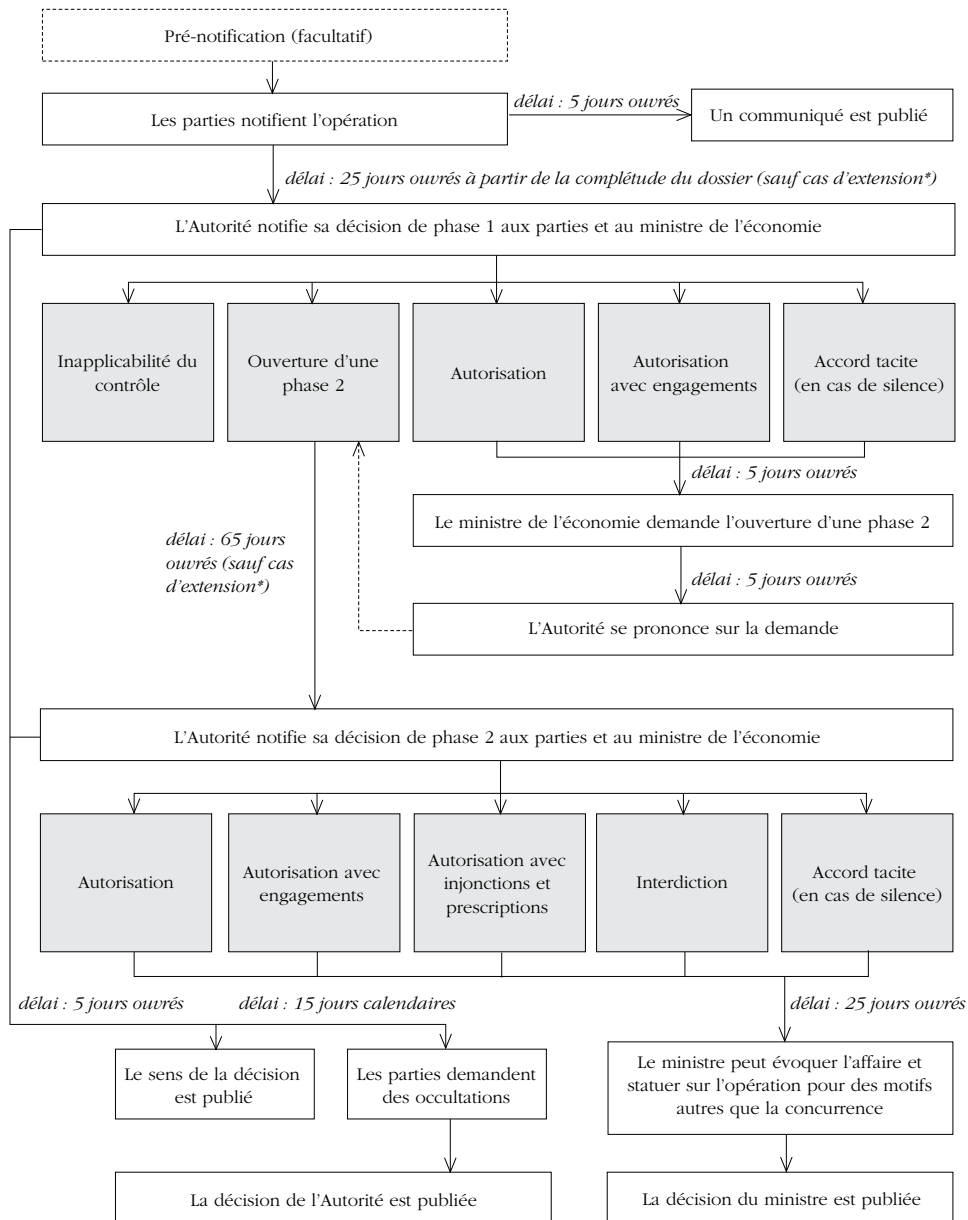 Pré-notification (facultatif)
Les parties notifient l'opération
délai : 5 jours ouvrés
Un communiqué est publié
délai : 25 jours ouvrés à partir de la complétude du dossier (sauf cas d'extension*)
L'Autorité notifie sa décision de phase 1 aux parties et au ministre de l'économie
Inapplicabilité du
contrôle
Ouverture d'une
phase 2
Autorisation
Autorisation
avec engagements
Accord tacite
(en cas de silence)
délai : 5 jours ouvrés
Le ministre de l'économie demande l'ouverture d'une phase 2
délai : 65 jours
ouvrés (sauf cas
d'extension*)
délai : 5 jours ouvrés
L'Autorité se prononce sur la demande
L'Autorité notifie sa décision de phase 2 aux parties et au ministre de l'économie
Autorisation
Autorisation avec
engagements
Autorisation avec
injonctions et
prescriptions
Interdiction
Accord tacite
(en cas de silence)
délai : 5 jours ouvrés
délai : 15 jours calendaires
délai : 25 jours ouvrés
Le sens de la décision
est publié
Les parties demandent
des occultations
Le ministre peut évoquer l'affaire et
statuer sur l'opération pour des motifs
autres que la concurrence
La décision de l'Autorité est publiée
La décision du ministre est publiée